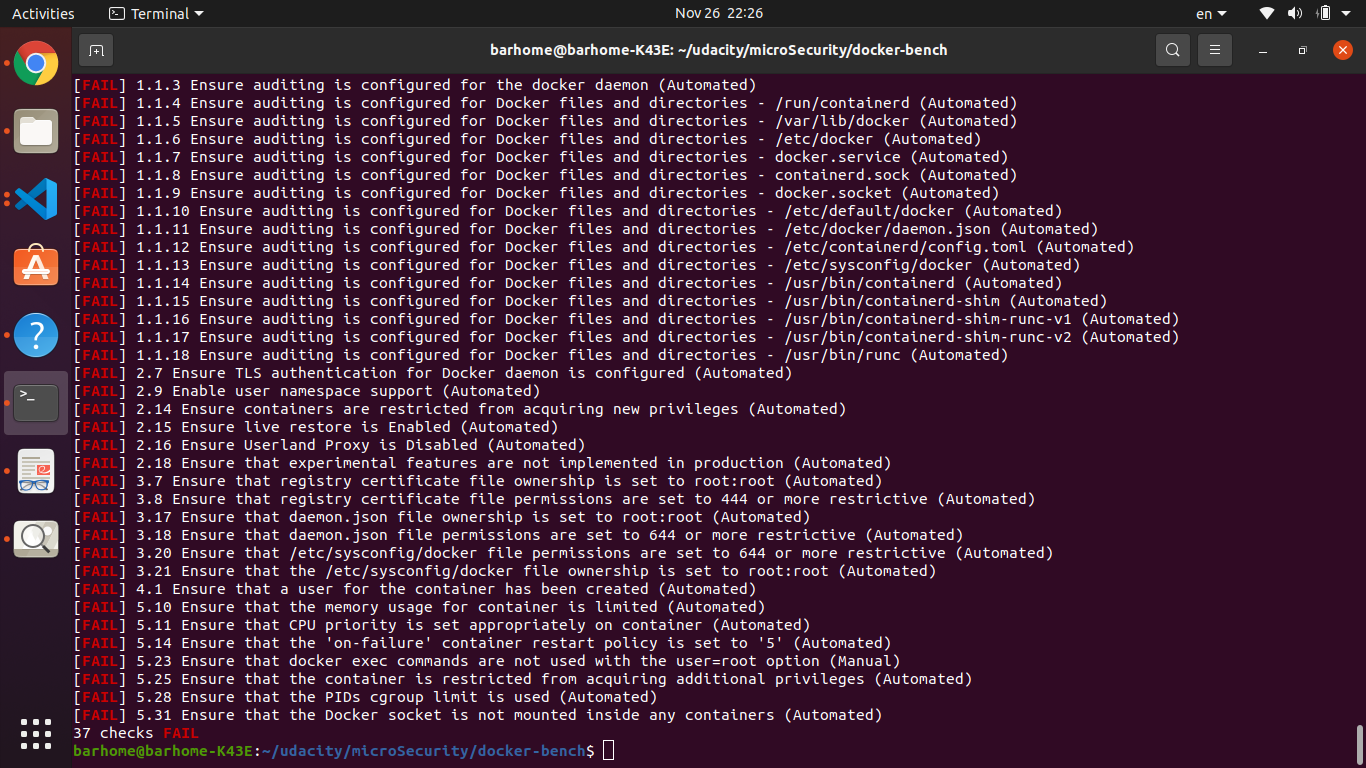 Activities
Terminal
Nov 26 22:26
en
barhome@barhome-K43E: ~/udacity/microSecurity/docker-bench
[FAIL] 1.1.3 Ensure auditing is configured for the docker daemon (Automated)
[FAIL] 1.1.4 Ensure auditing is configured for Docker files and directories - /run/containerd (Automated)
[FAIL] 1.1.5 Ensure auditing is configured for Docker files and directories - /var/lib/docker (Automated)
[FAIL] 1.1.6 Ensure auditing is configured for Docker files and directories - /etc/docker (Automated)
[FAIL] 1.1.7 Ensure auditing is configured for Docker files and directories - docker.service (Automated)
[FAIL] 1.1.8 Ensure auditing is configured for Docker files and directories - containerd.sock (Automated)
[FAIL] 1.1.9 Ensure auditing is configured for Docker files and directories - docker.socket (Automated)
[FAIL] 1.1.10 Ensure auditing is configured for Docker files and directories - /etc/default/docker (Automated)
[FAIL] 1.1.11 Ensure auditing is configured for Docker files and directories - /etc/docker/daemon.json (Automated)
[FAIL] 1.1.12 Ensure auditing is configured for Docker files and directories - /etc/containerd/config.toml (Automated)
[FAIL] 1.1.13 Ensure auditing is configured for Docker files and directories - /etc/sysconfig/docker (Automated)
[FAIL] 1.1.14 Ensure auditing is configured for Docker files and directories - /usr/bin/containerd (Automated)
[FAIL] 1.1.15 Ensure auditing is configured for Docker files and directories - /usr/bin/containerd-shim (Automated)
[FAIL] 1.1.16 Ensure auditing is configured for Docker files and directories - /usr/bin/containerd-shim-runc-v1 (Automated)
[FAIL] 1.1.17 Ensure auditing is configured for Docker files and directories - /usr/bin/containerd-shim-runc-v2 (Automated)
[FAIL] 1.1.18 Ensure auditing is configured for Docker files and directories - /usr/bin/runc (Automated)
[FAIL] 2.7 Ensure TLS authentication for Docker daemon is configured (Automated)
[FAIL] 2.9 Enable user namespace support (Automated)
[FAIL] 2.14 Ensure containers are restricted from acquiring new privileges (Automated)
[FAIL] 2.15 Ensure live restore is Enabled (Automated)
[FAIL] 2.16 Ensure Userland Proxy is Disabled (Automated)
[FAIL] 2.18 Ensure that experimental features are not implemented in production (Automated)
[FAIL] 3.7 Ensure that registry certificate file ownership is set to root:root (Automated)
[FAIL] 3.8 Ensure that registry certificate file permissions are set to 444 or more restrictive (Automated)
[FAIL] 3.17 Ensure that daemon.json file ownership is set to root:root (Automated)
[FAIL] 3.18 Ensure that daemon.json file permissions are set to 644 or more restrictive (Automated)
[FAIL] 3.20 Ensure that /etc/sysconfig/docker file permissions are set to 644 or more restrictive (Automated)
[FAIL] 3.21 Ensure that the /etc/sysconfig/docker file ownership is set to root:root (Automated)
[FAIL] 4.1 Ensure that a user for the container has been created (Automated)
[FAIL] 5.10 Ensure that the memory usage for container is limited (Automated)
[FAIL] 5.11 Ensure that CPU priority is set appropriately on container (Automated)
[FAIL] 5.14 Ensure that the 'on-failure' container restart policy is set to '5' (Automated)
[FAIL] 5.23 Ensure that docker exec commands are not used with the user=root option (Manual)
[FAIL] 5.25 Ensure that the container is restricted from acquiring additional privileges (Automated)
[FAIL] 5.28 Ensure that the PIDs cgroup limit is used (Automated)
[FAIL] 5.31 Ensure that the Docker socket is not mounted inside any containers (Automated)
37 checks FAIL
barhome@barhome-K43E:~/udacity/microSecurity/docker-bench$